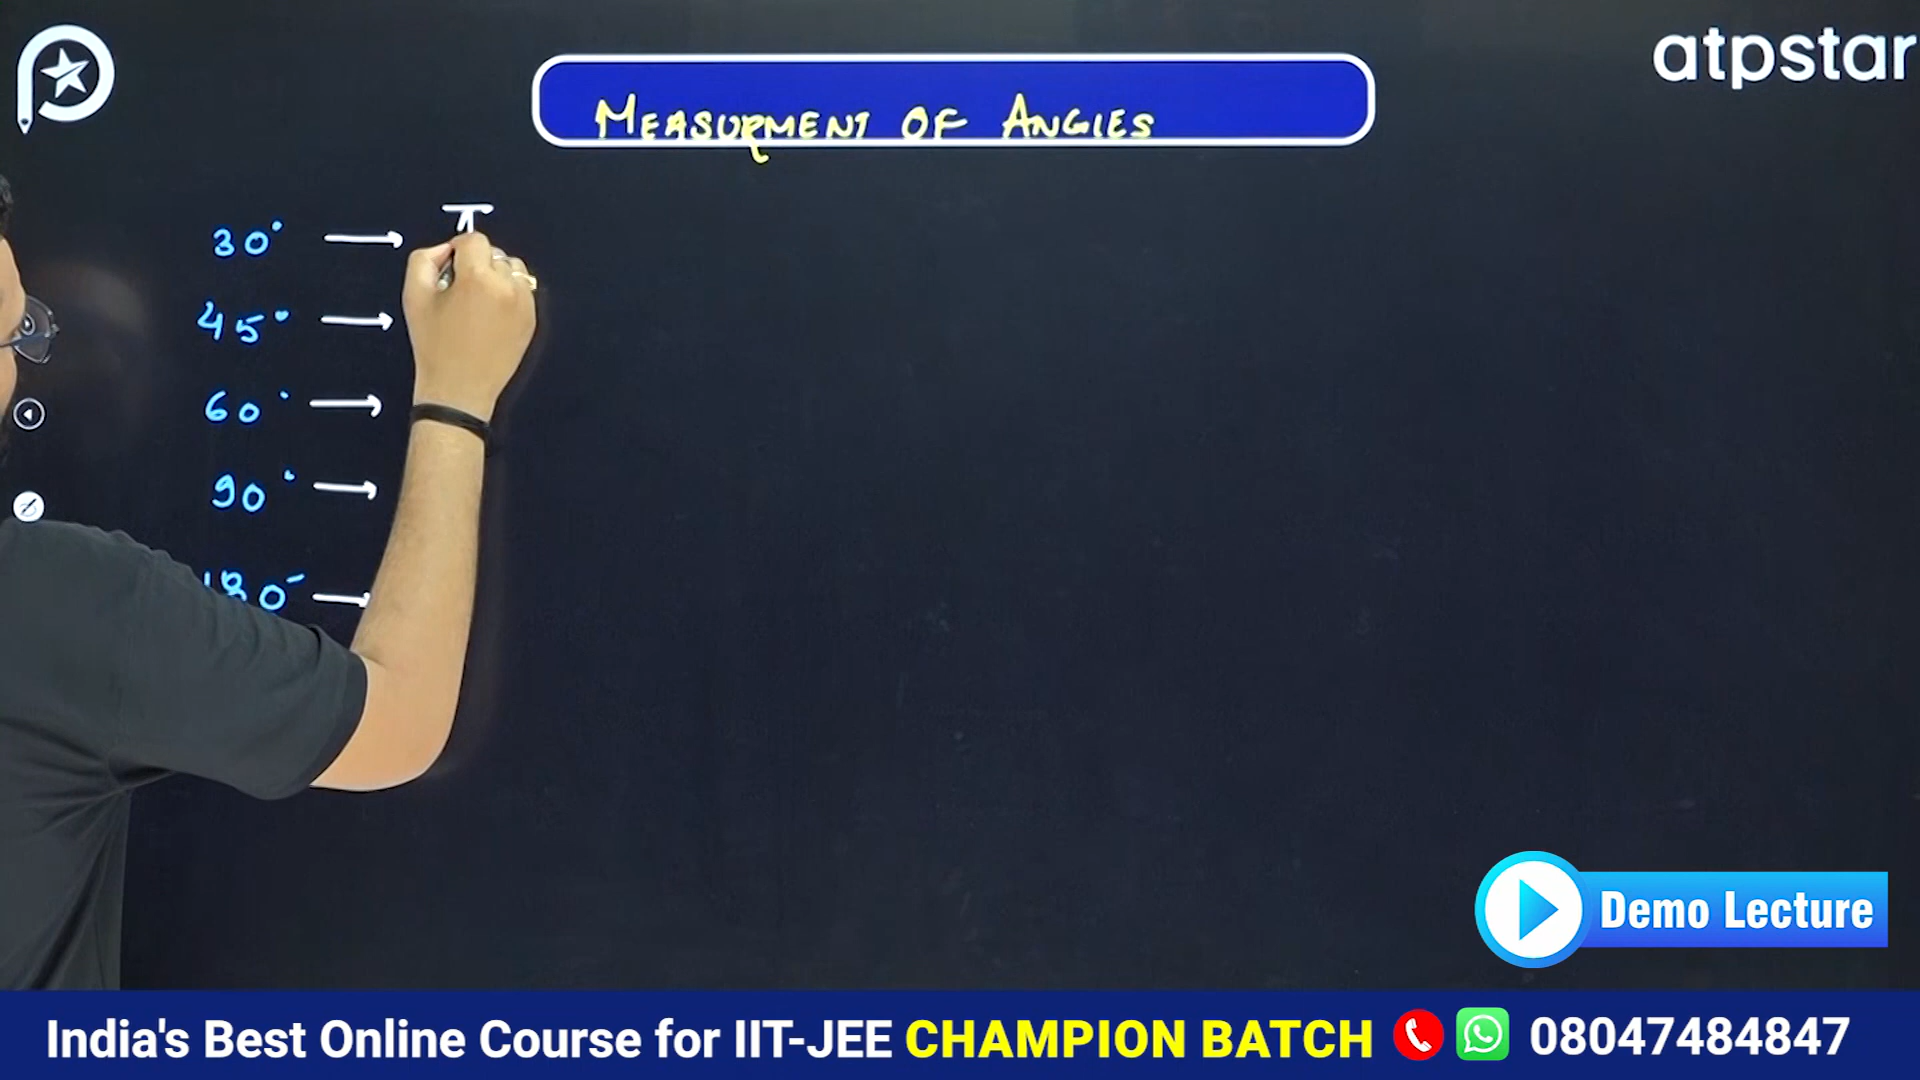 atpstar
MEASURMENT OF ANGLES
30° → π
45° →
60° →
90° →
180° →
Demo Lecture
India's Best Online Course for IIT-JEE CHAMPION BATCH 08047484847